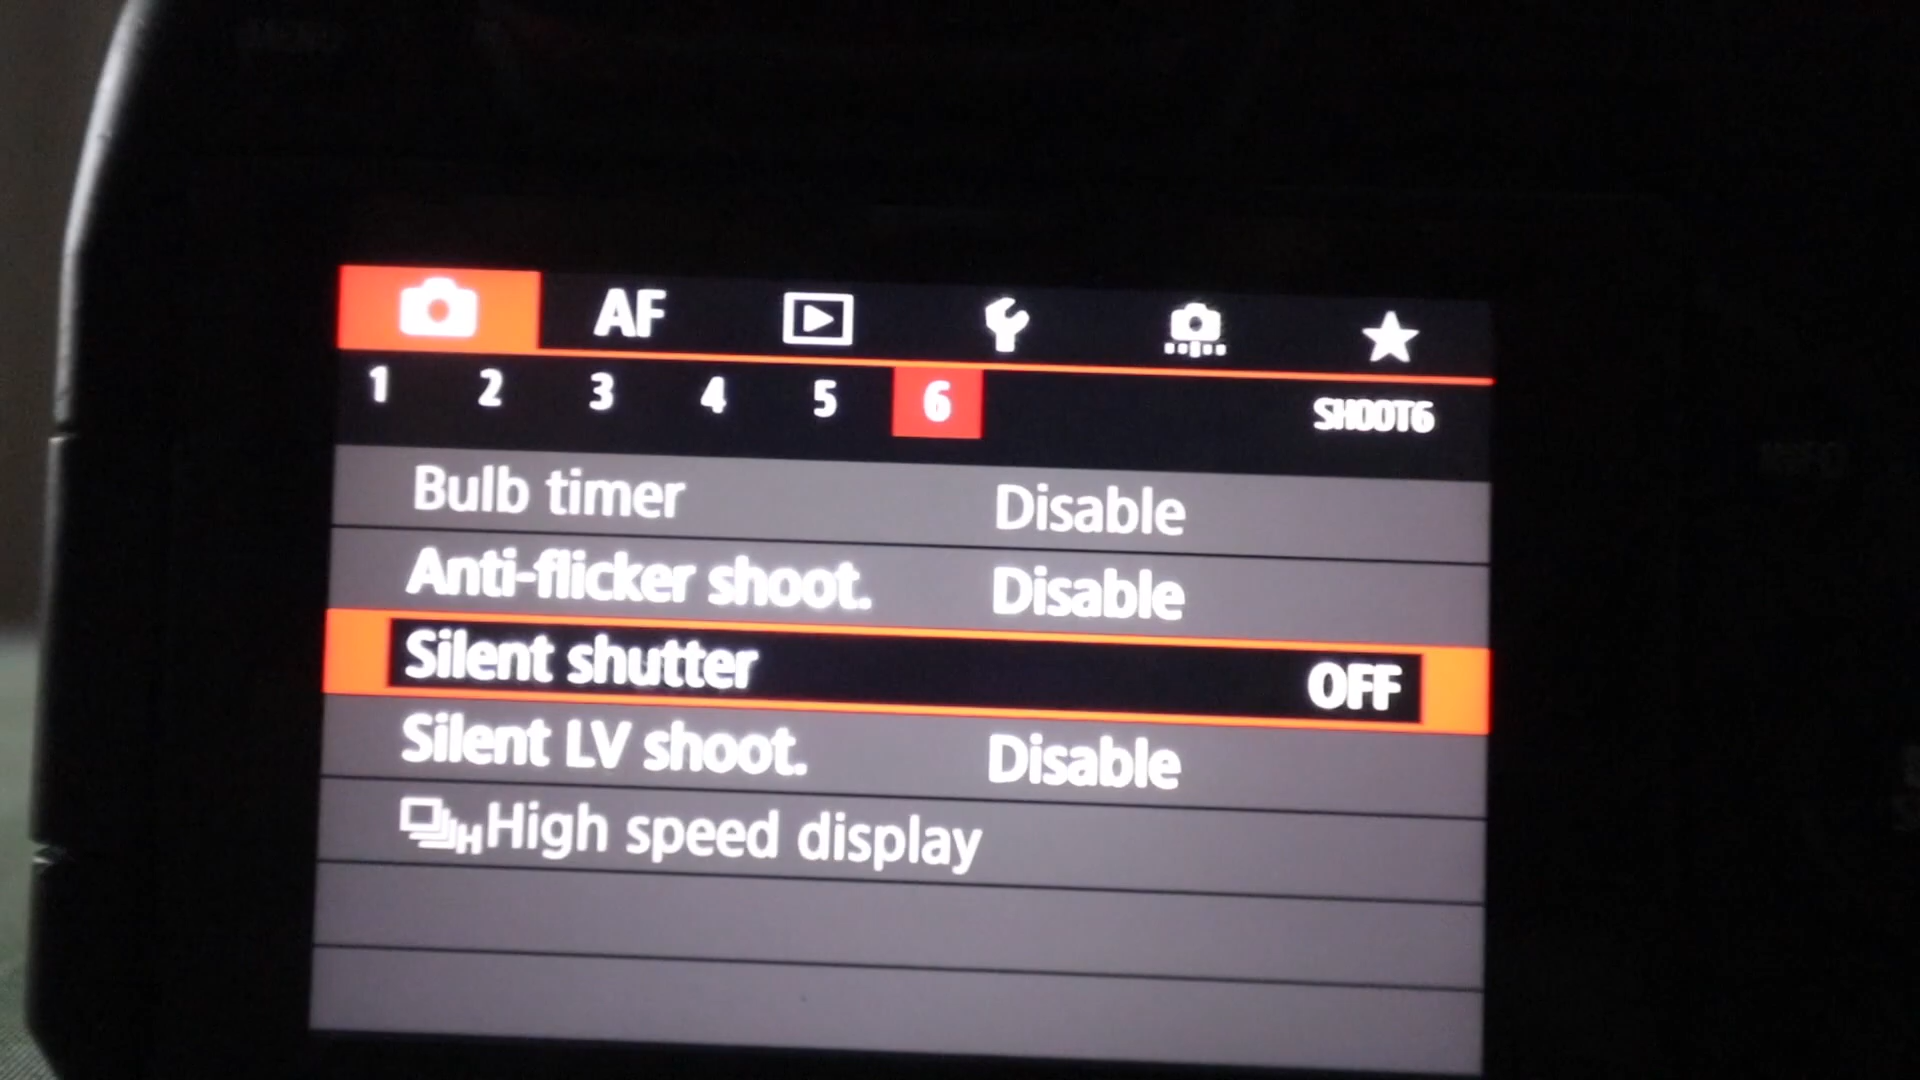 AF
1 2 3 4 5 6 SHOOT6
Bulb timer Disable
Anti-flicker shoot. Disable
Silent shutter OFF
Silent LV shoot. Disable
H High speed display